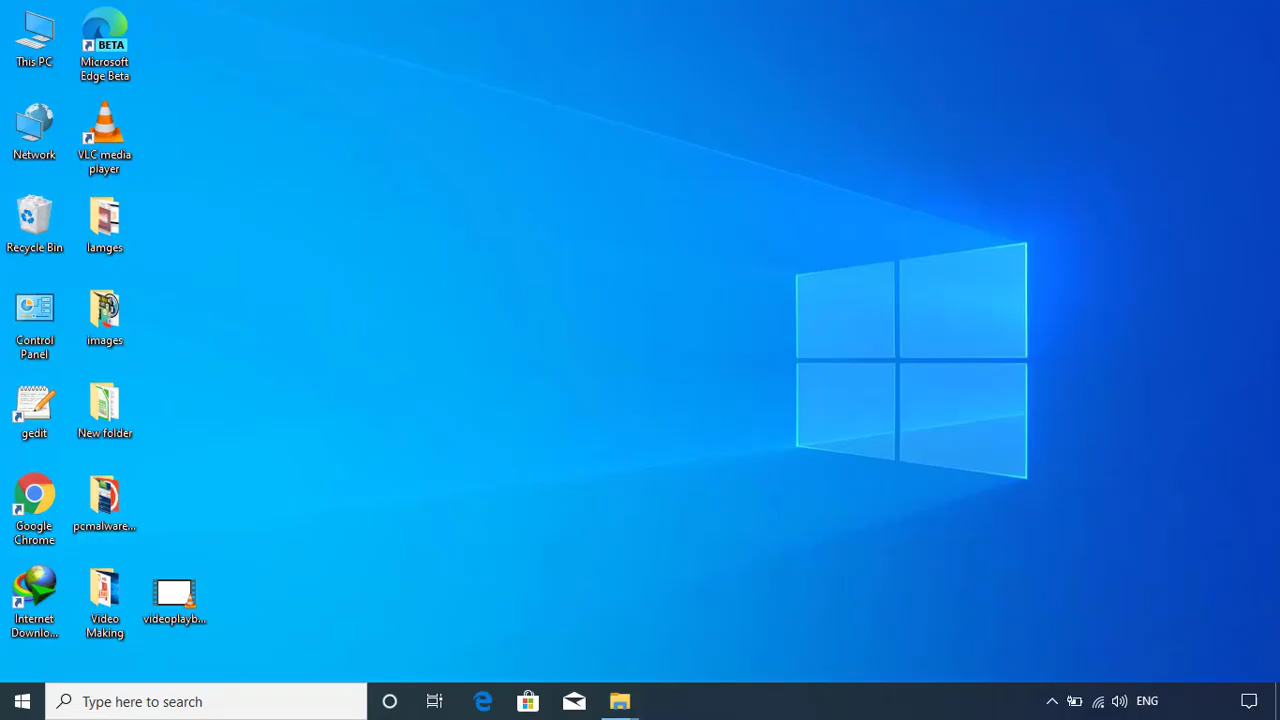 This PC
BETA
Microsoft
Edge Beta
Network
VLC media
player
Recycle Bin
Iamges
Control
Panel
images
gedit
New folder
Google
Chrome
pcmalware...
Internet
Downlo...
Video
Making
videoplayb...
Type here to search
ENG